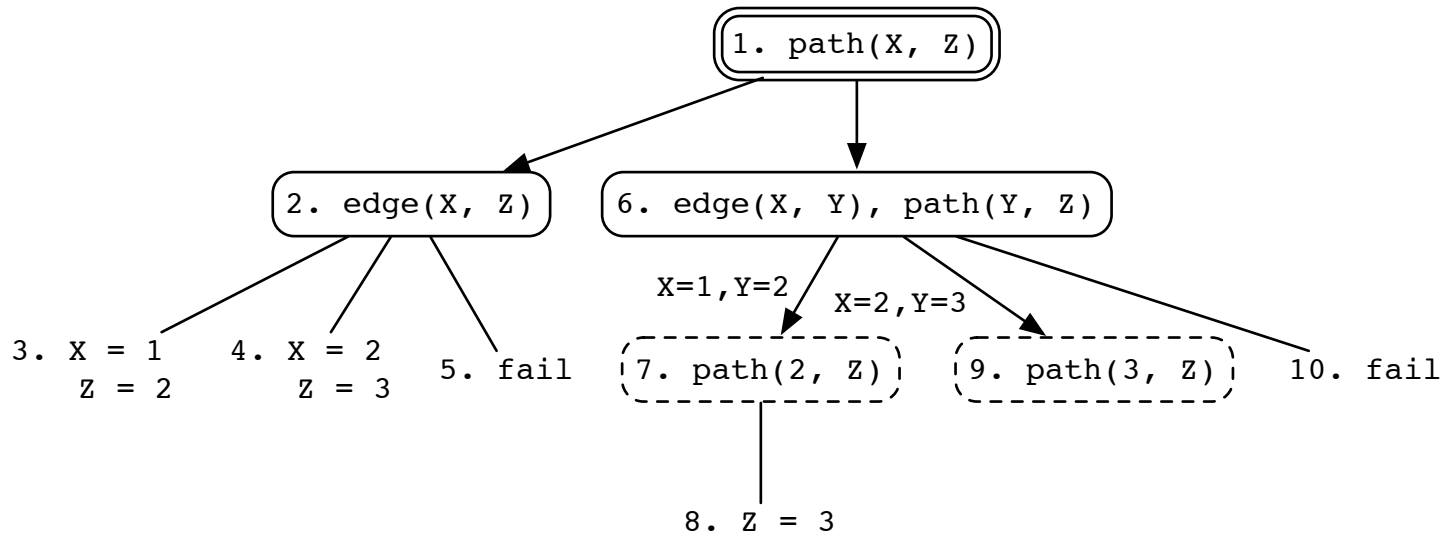 1. path(X, Z)
2. edge(X, Z)
6. edge(X, Y), path(Y, Z)
X=1,Y=2
X=2,Y=3
3. X = 1
Z = 2
4. X = 2
Z = 3
5. fail
7. path(2, Z)
9. path(3, Z)
10. fail
8. Z = 3